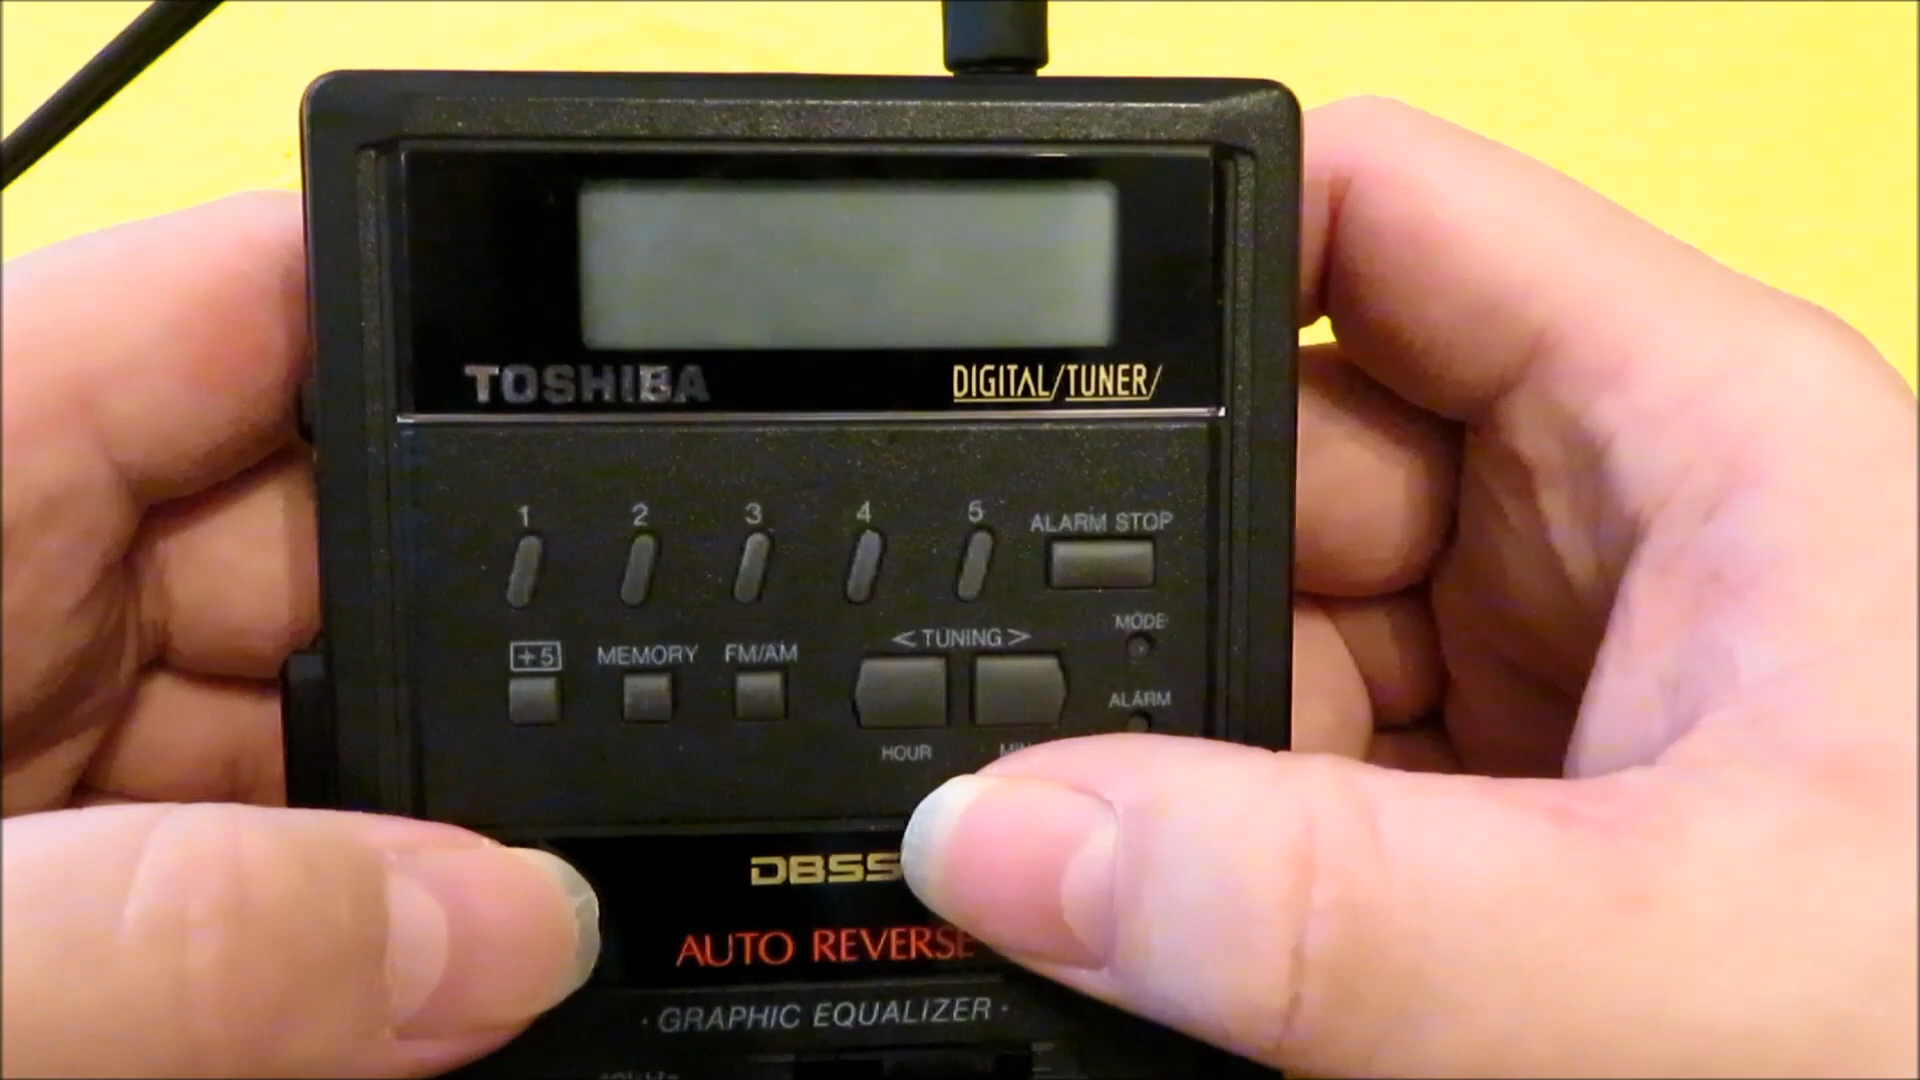 TOSHIBA
DIGITAL/TUNER/
1 2 3 4 5 ALARM STOP
MODE
< TUNING >
+5 MEMORY FM/AM
ALARM
HOUR
DBSS
AUTO REVERSE
· GRAPHIC EQUALIZER ·